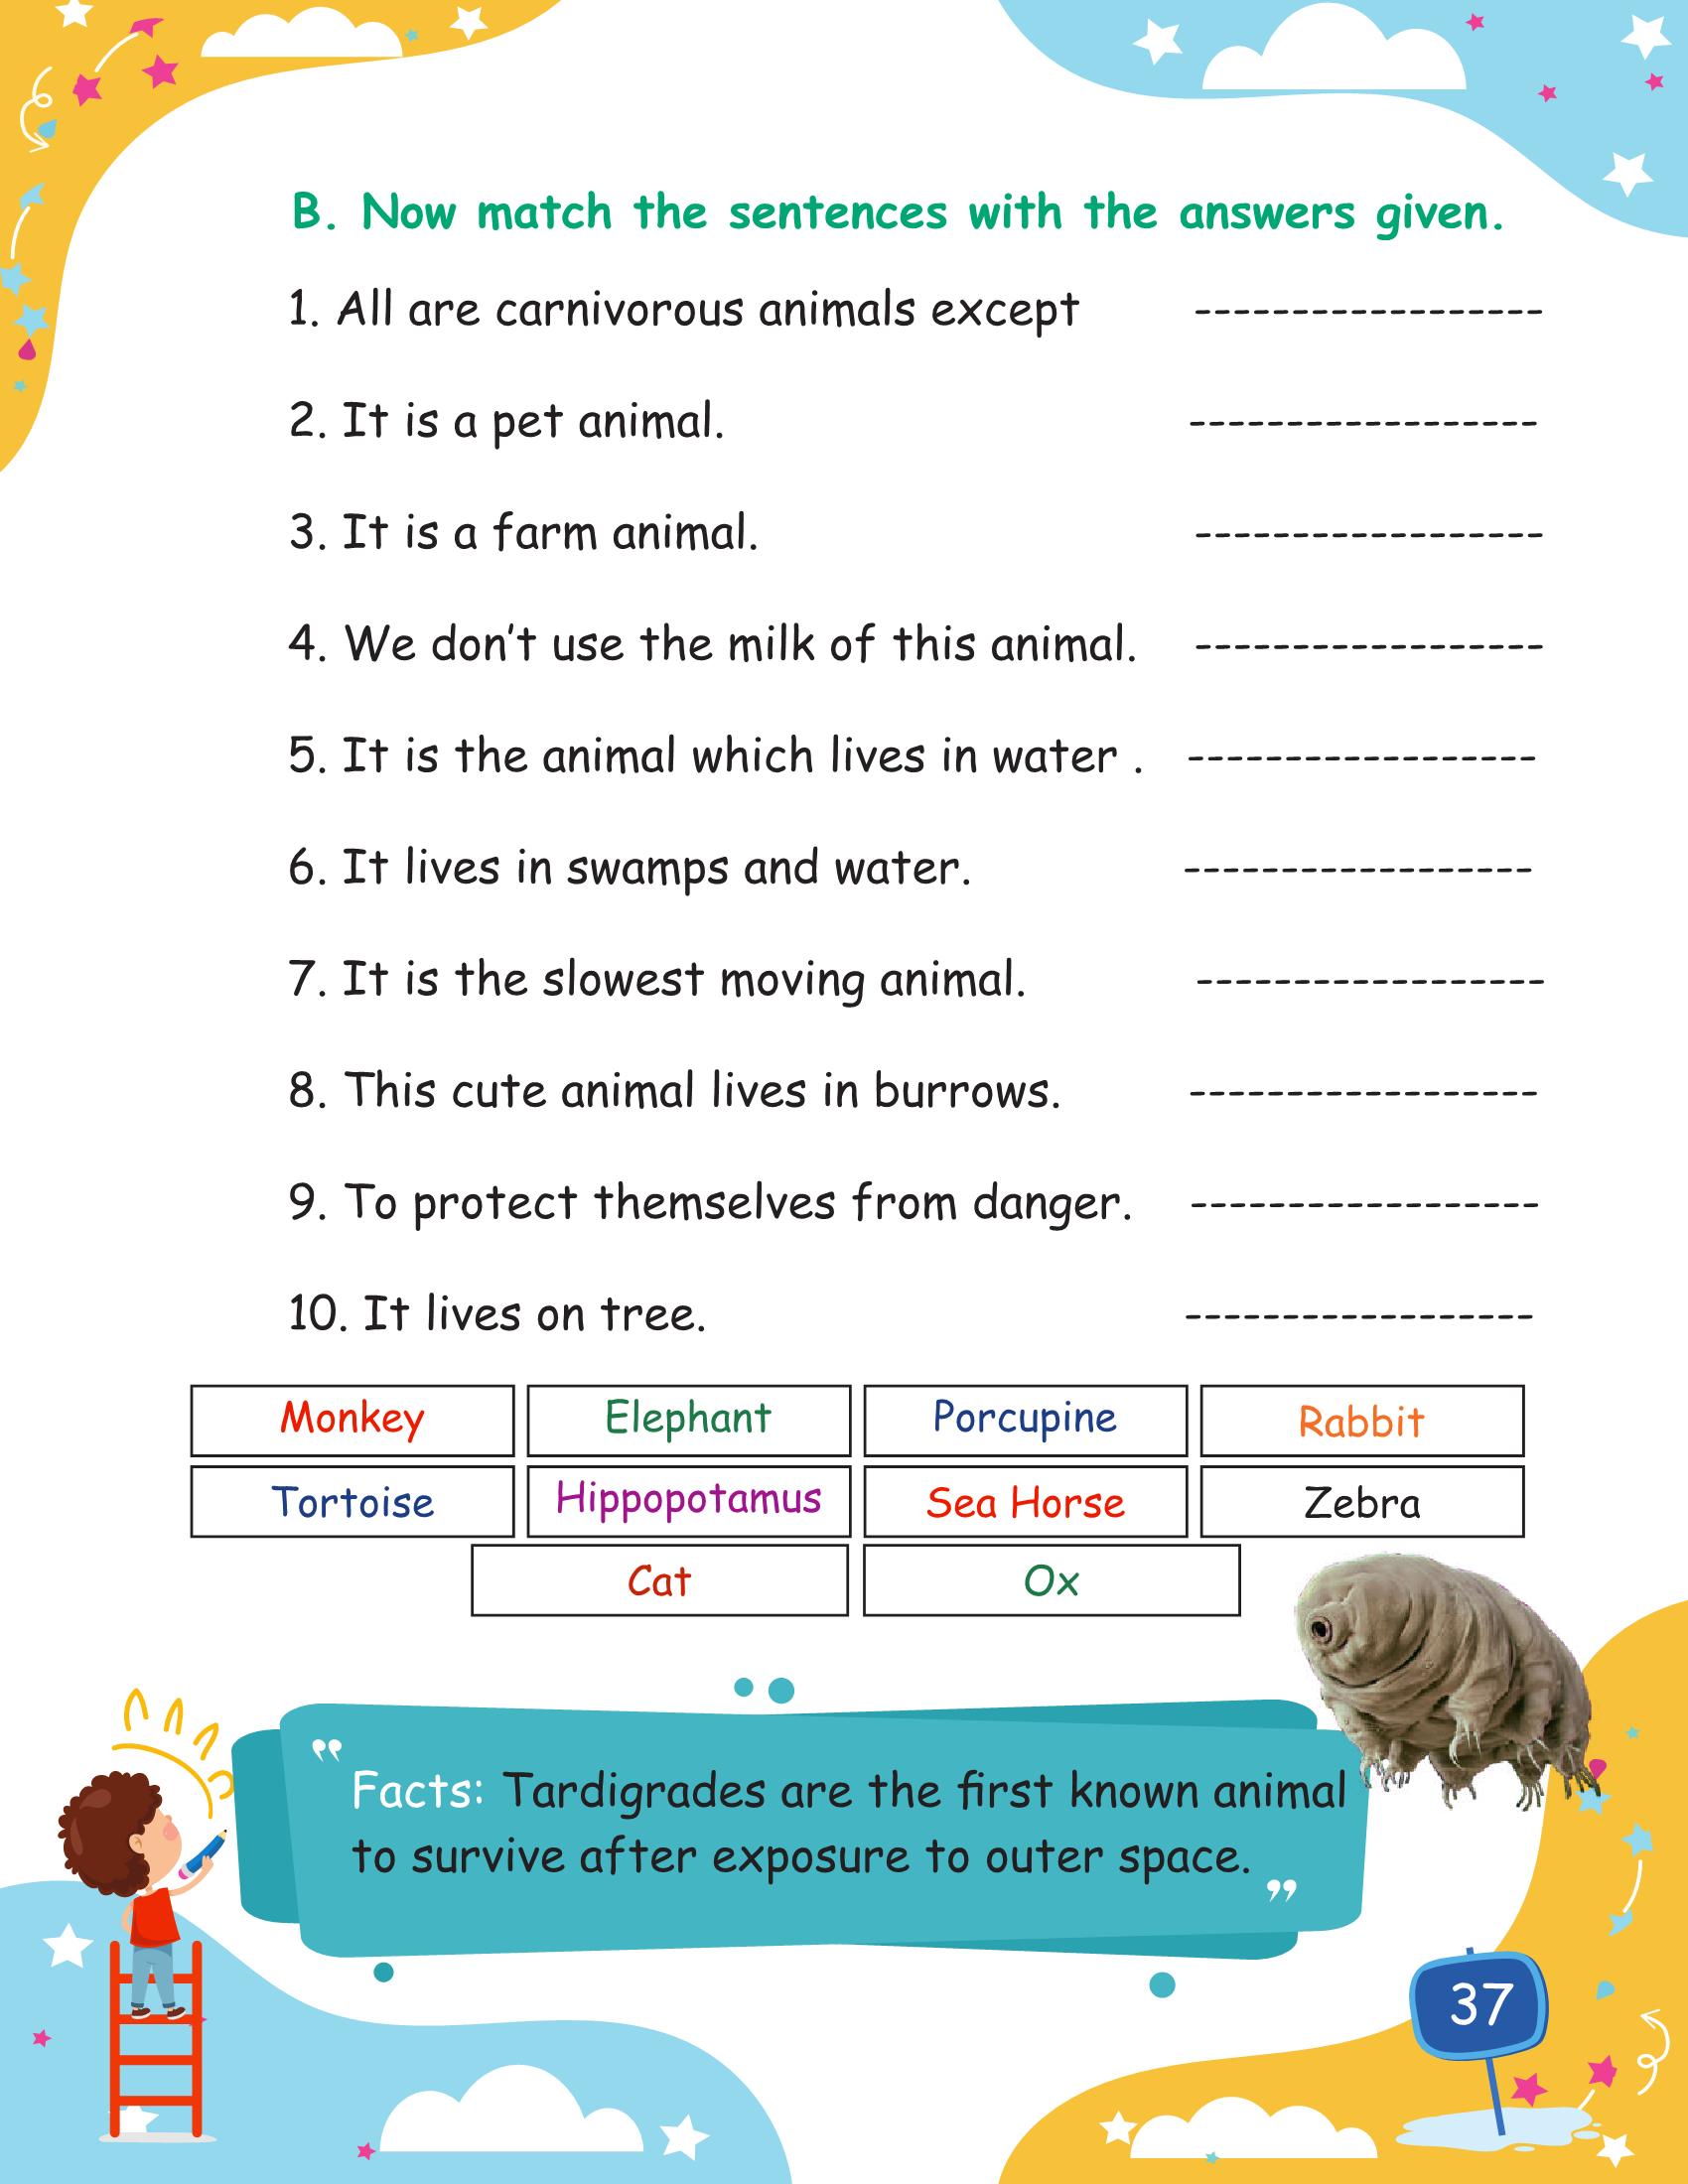 B. Now match the sentences with the answers given.
1. All are carnivorous animals except -----------------
2. It is a pet animal. -----------------
3. It is a farm animal. -----------------
4. We don't use the milk of this animal. -----------------
5. It is the animal which lives in water . -----------------
6. It lives in swamps and water. -----------------
7. It is the slowest moving animal. -----------------
8. This cute animal lives in burrows. -----------------
9. To protect themselves from danger. -----------------
10. It lives on tree. -----------------
Monkey Elephant Porcupine Rabbit
Tortoise Hippopotamus Sea Horse Zebra
Cat Ox
" Facts: Tardigrades are the first known animal
to survive after exposure to outer space. "
37